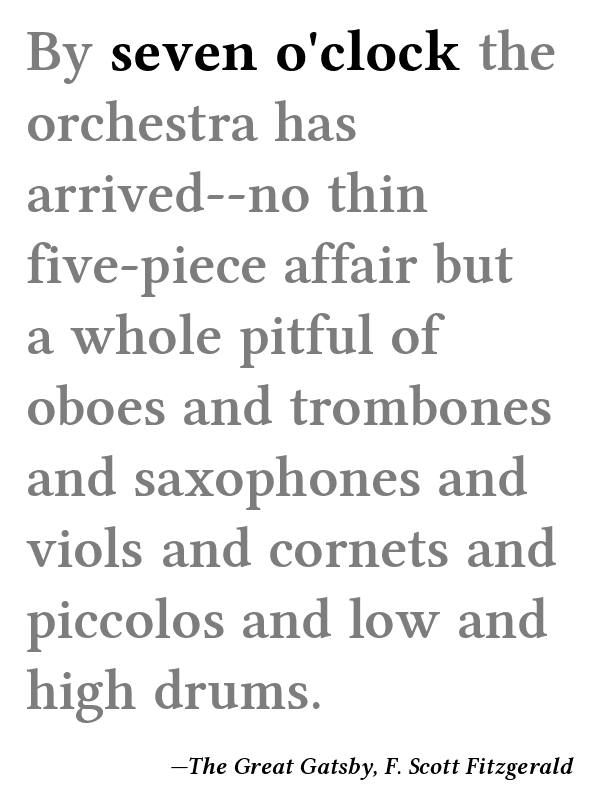 By seven o'clock the
orchestra has
arrived--no thin
five-piece affair but
a whole pitful of
oboes and trombones
and saxophones and
viols and cornets and
piccolos and low and
high drums.
—The Great Gatsby, F. Scott Fitzgerald